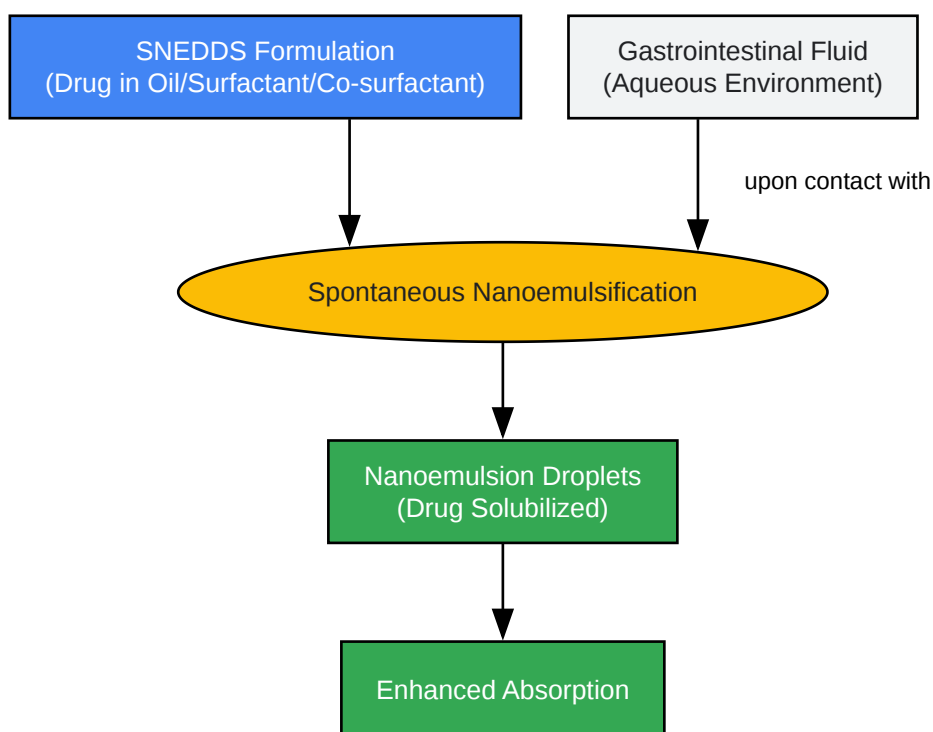 SNEDDS Formulation
(Drug in Oil/Surfactant/Co-surfactant)
Gastrointestinal Fluid
(Aqueous Environment)
upon contact with
Spontaneous Nanoemulsification
Nanoemulsion Droplets
(Drug Solubilized)
Enhanced Absorption